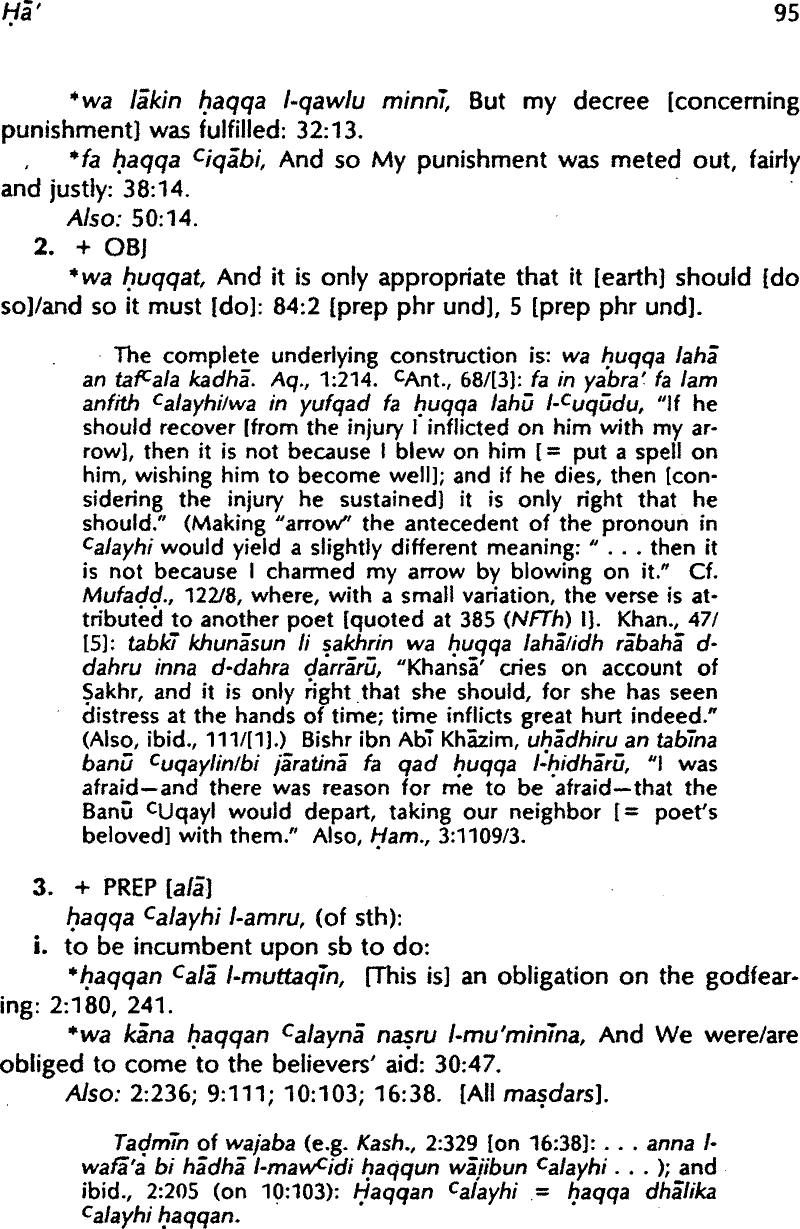 Ḥā' 95
*wa lākin ḥaqqa l-qawlu minnī, But my decree [concerning
punishment] was fulfilled: 32:13.
*fa ḥaqqa ᶜiqābi, And so My punishment was meted out, fairly
and justly: 38:14.
Also: 50:14.
2. + OBJ
*wa ḥuqqat, And it is only appropriate that it [earth] should [do
so]/and so it must [do]: 84:2 [prep phr und], 5 [prep phr und].
The complete underlying construction is: wa ḥuqqa lahā
an tafᶜala kadhā. Aq., 1:214. ᶜAnt., 68/[3]: fa in yabra' fa lam
anfith ᶜalayhi/wa in yufqad fa ḥuqqa lahū l-ᶜuqūdu, "If he
should recover [from the injury I inflicted on him with my ar-
row], then it is not because I blew on him [= put a spell on
him, wishing him to become well]; and if he dies, then [con-
sidering the injury he sustained] it is only right that he
should." (Making "arrow" the antecedent of the pronoun in
ᶜalayhi would yield a slightly different meaning: " . . . then it
is not because I charmed my arrow by blowing on it." Cf.
Mufaḍḍ., 122/8, where, with a small variation, the verse is at-
tributed to another poet [quoted at 385 (NFTh) I]. Khan., 47/
[5]: tabkī khunāsun li ṣakhrin wa ḥuqqa lahā/idh rābahā d-
dahru inna d-dahra ḍarrārū, "Khansā' cries on account of
Ṣakhr, and it is only right that she should, for she has seen
distress at the hands of time; time inflicts great hurt indeed."
(Also, ibid., 111/[1].) Bishr ibn Abī Khāzim, uḥādhiru an tabīna
banū ᶜuqaylin/bi jāratinā fa qad ḥuqqa l-ḥidhārū, "I was
afraid—and there was reason for me to be afraid—that the
Banū ᶜUqayl would depart, taking our neighbor [= poet's
beloved] with them." Also, Ḥam., 3:1109/3.
3. + PREP [alā]
ḥaqqa ᶜalayhi l-amru, (of sth):
i. to be incumbent upon sb to do:
*ḥaqqan ᶜalā l-muttaqīn, [This is] an obligation on the godfear-
ing: 2:180, 241.
*wa kāna ḥaqqan ᶜalaynā naṣru l-mu'minīna, And We were/are
obliged to come to the believers' aid: 30:47.
Also: 2:236; 9:111; 10:103; 16:38. [All maṣdars].
Taḍmīn of wajaba (e.g. Kash., 2:329 [on 16:38]: . . . anna l-
wafā'a bi hādhā l-mawᶜidi ḥaqqun wājibun ᶜalayhi . . . ); and
ibid., 2:205 (on 10:103): Ḥaqqan ᶜalayhi = ḥaqqa dhālika
ᶜalayhi ḥaqqan.